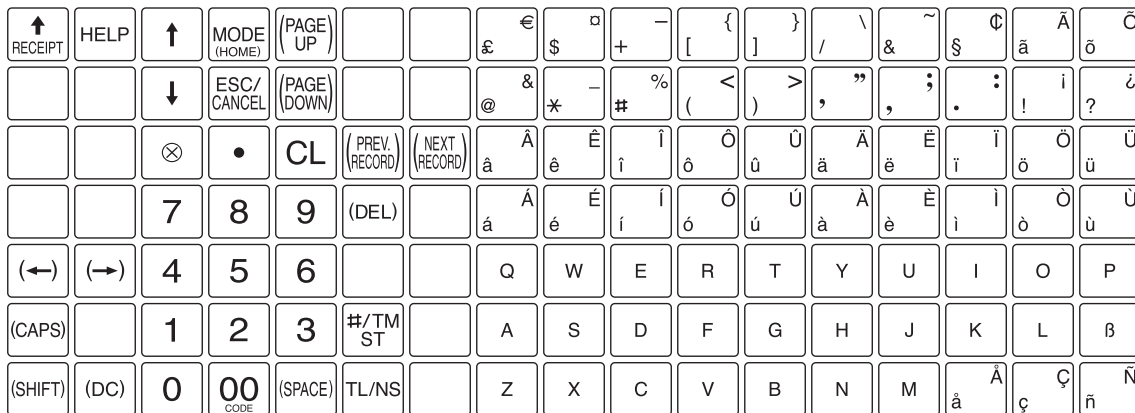 ↑ RECEIPT HELP ↑ MODE (HOME) (PAGE UP) £ € $ ¤ + – [ { ] } / \ & ~ § ₵ ã Ã õ Õ
↓ ESC/CANCEL (PAGE DOWN) @ & * _ # % ( < ) > ’ ” , ; . : ! ¡ ? ¿
⊗ • CL (PREV. RECORD) (NEXT RECORD) â Â ê Ê î Î ô Ô û Û ä Ä ë Ë ï Ï ö Ö ü Ü
7 8 9 (DEL) á Á é É í Í ó Ó ú Ú à À è È ì Ì ò Ò ù Ù
(←) (→) 4 5 6 Q W E R T Y U I O P
(CAPS) 1 2 3 #/TM ST A S D F G H J K L ß
(SHIFT) (DC) 0 00 CODE (SPACE) TL/NS Z X C V B N M å Å ç Ç ñ Ñ